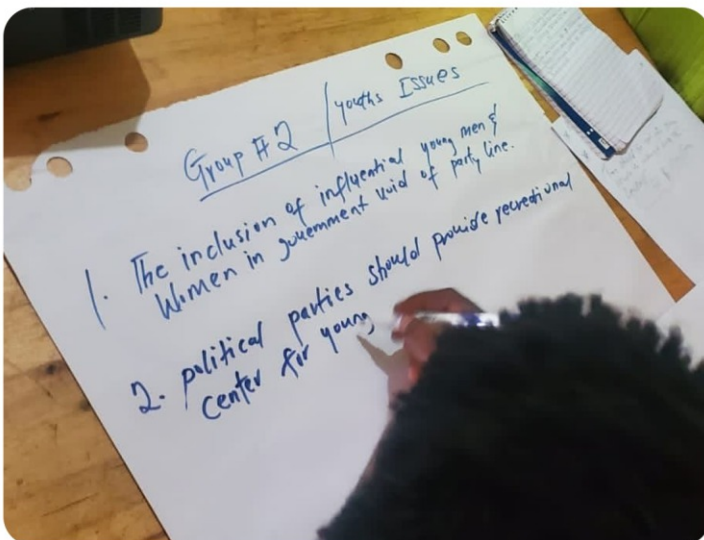 Group #2 / youths Issues
1. The inclusion of influential young men &
Women in government void of party line.
2. political parties should provide recreational
center for young